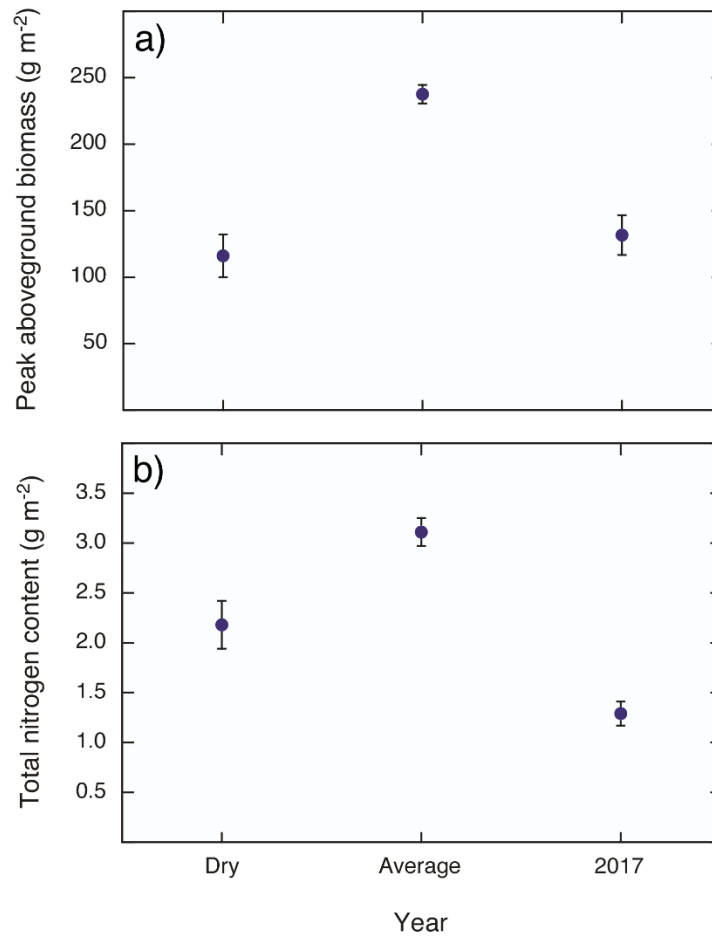 a)
Peak aboveground biomass (g m-2)
250
200
150
100
50
b)
Total nitrogen content (g m-2)
3.5
3.0
2.5
2.0
1.5
1.0
0.5
Dry Average 2017
Year